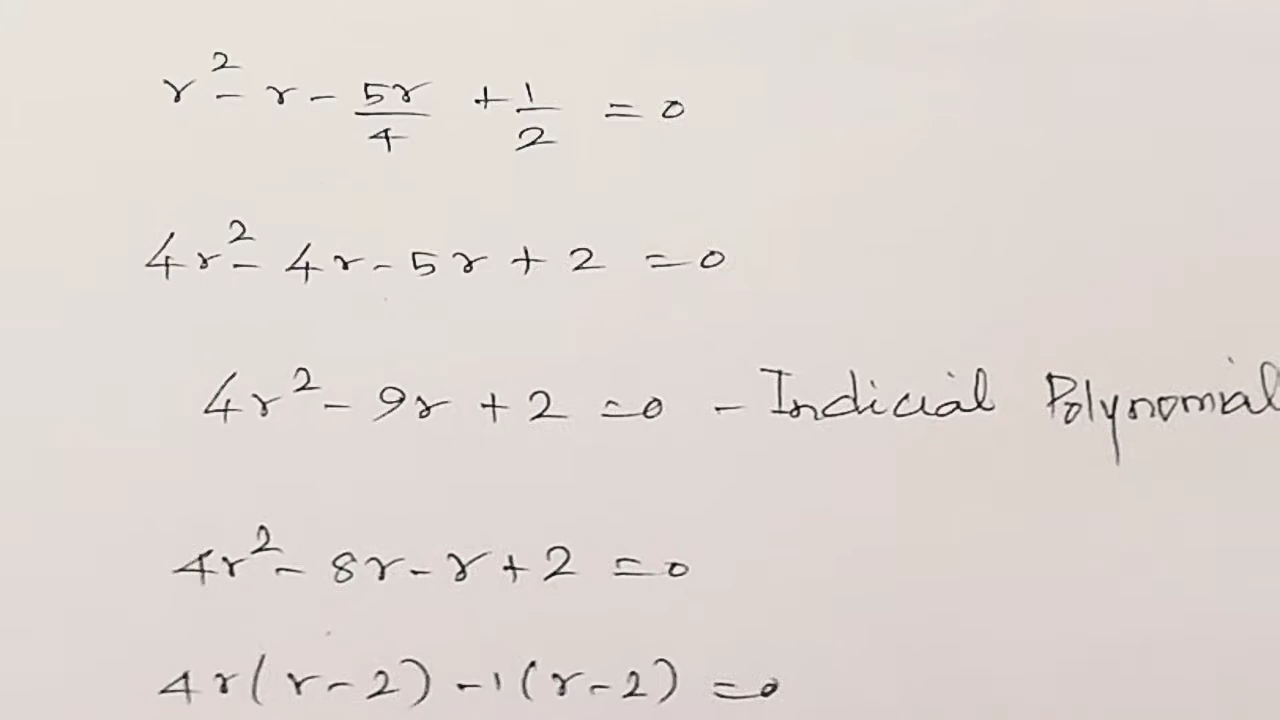 r² - r - 5r/4 + 1/2 = 0
4r² - 4r - 5r + 2 = 0
4r² - 9r + 2 = 0 - Indicial Polynomial
4r² - 8r - r + 2 = 0
4r(r-2) -1(r-2) = 0